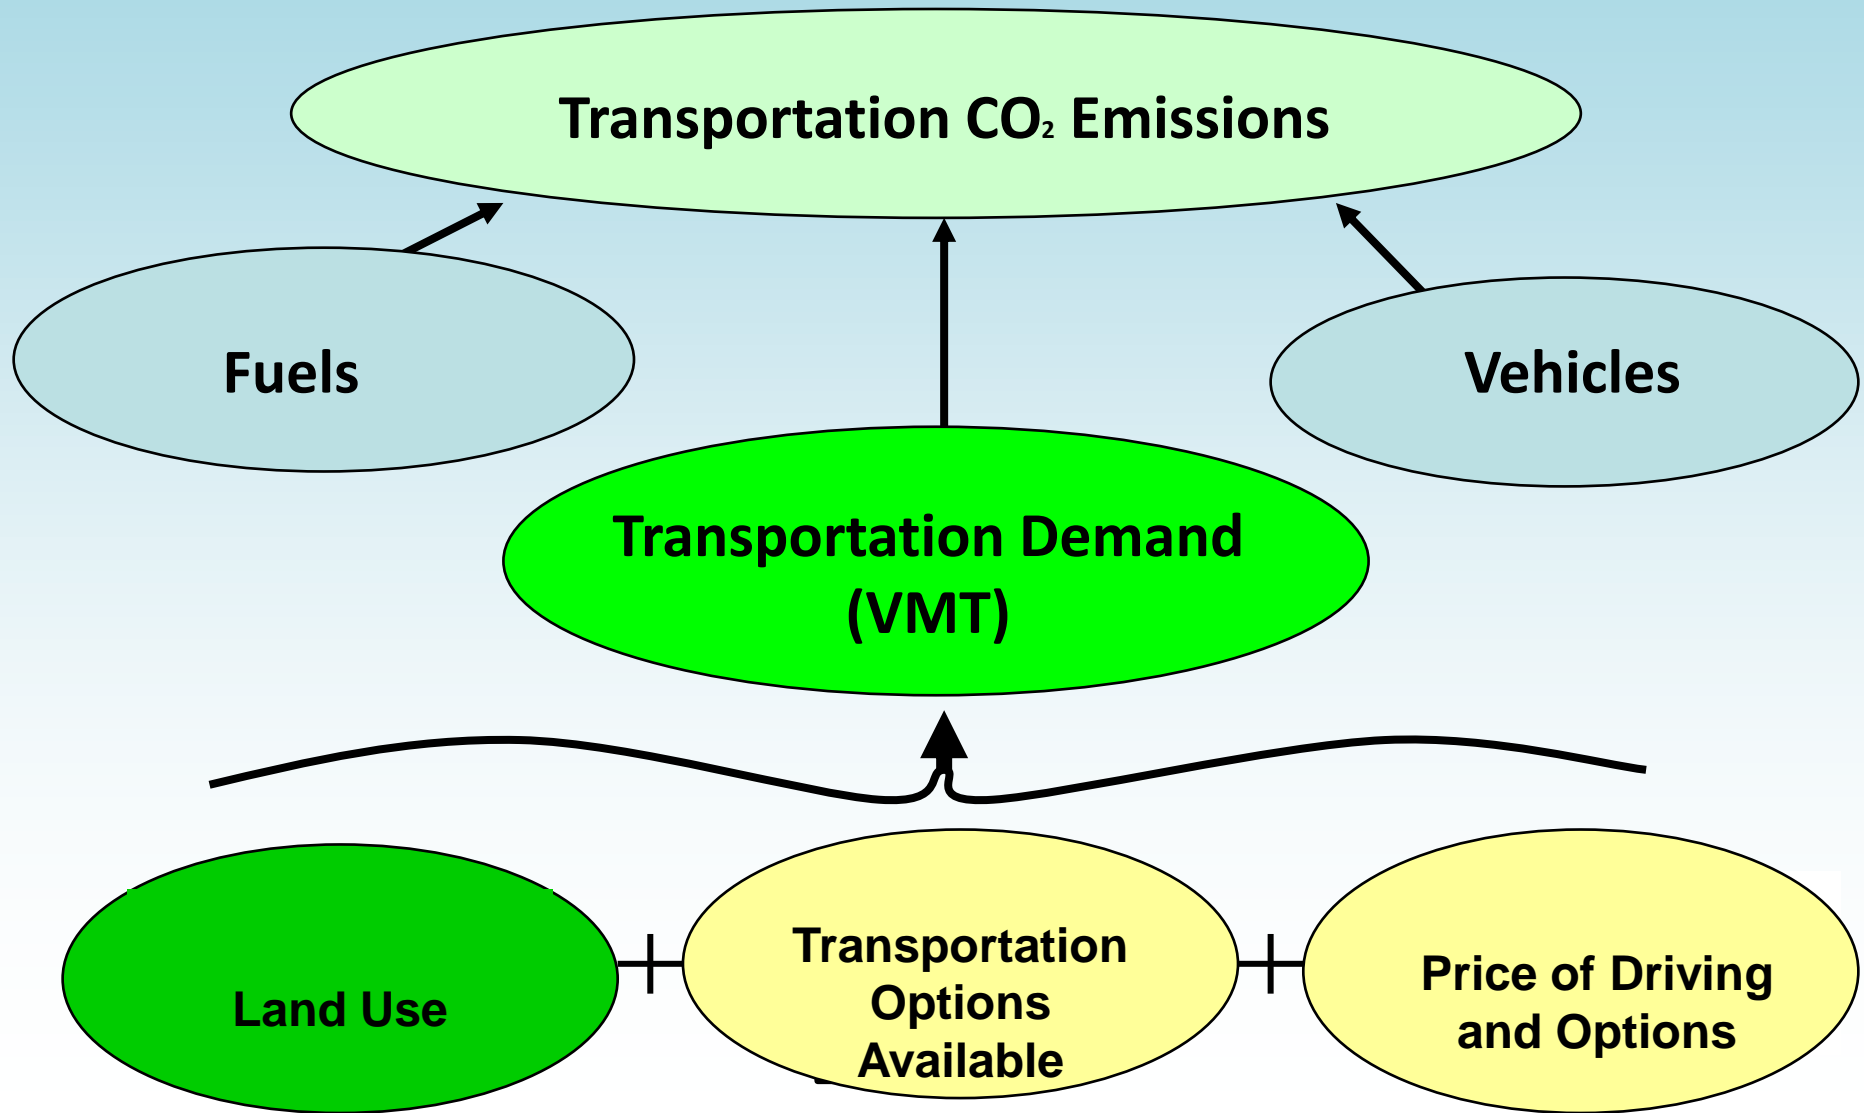 Transportation CO₂ Emissions
Fuels
Vehicles
Transportation Demand
(VMT)
Land Use
Transportation
Options
Available
Price of Driving
and Options